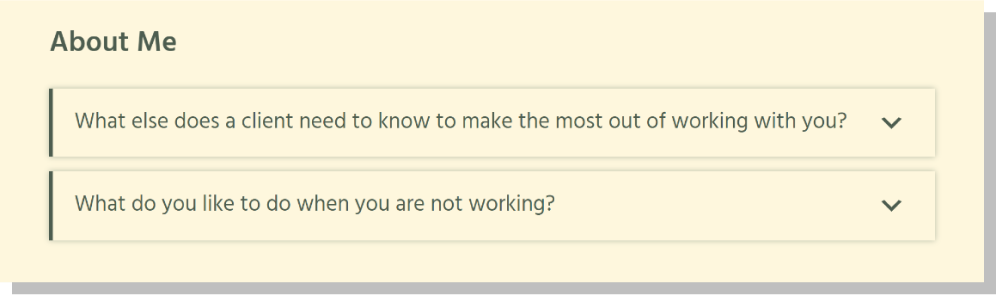 About Me
What else does a client need to know to make the most out of working with you?
What do you like to do when you are not working?